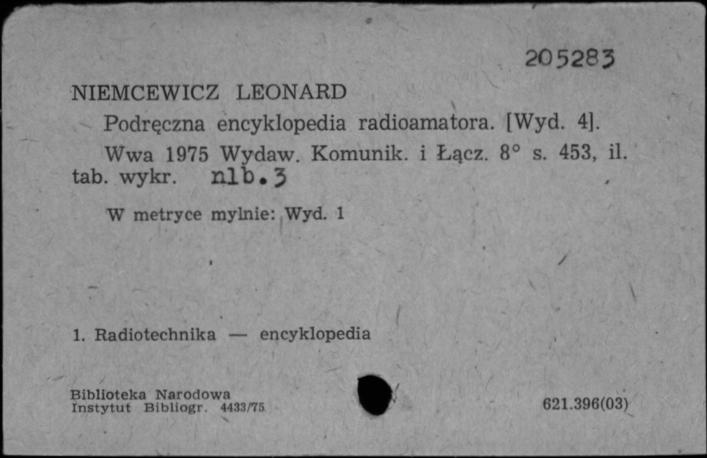 205283
NIEMCEWICZ LEONARD
Podręczna encyklopedia radioamatora. [Wyd. 4].
Wwa 1975 Wydaw. Komunik. i Łącz. 8° s. 453, il.
tab. wykr. nlb.3
W metryce mylnie: Wyd. 1
1. Radiotechnika — encyklopedia
Biblioteka Narodowa
Instytut Bibliogr. 4433/75
621.396(03)